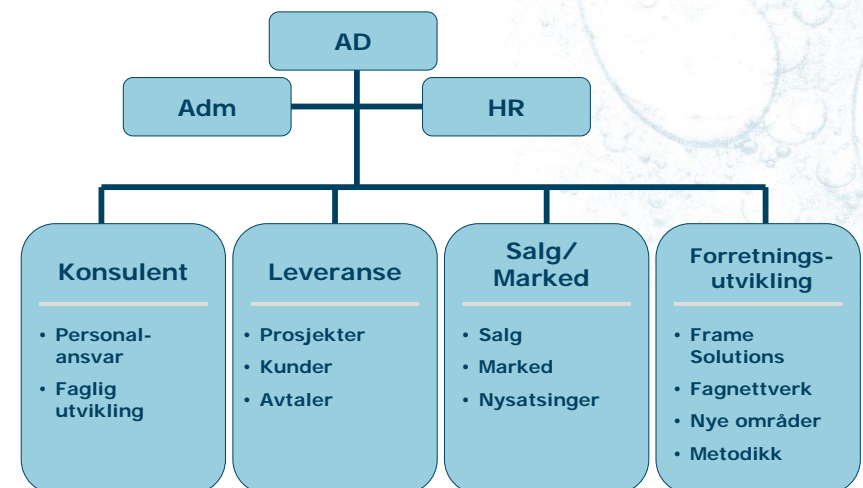 AD
Adm
HR
Konsulent
• Personal-
ansvar
• Faglig
utvikling
Leveranse
• Prosjekter
• Kunder
• Avtaler
Salg/
Marked
• Salg
• Marked
• Nysatsinger
Forretnings-
utvikling
• Frame
Solutions
• Fagnettverk
• Nye områder
• Metodikk